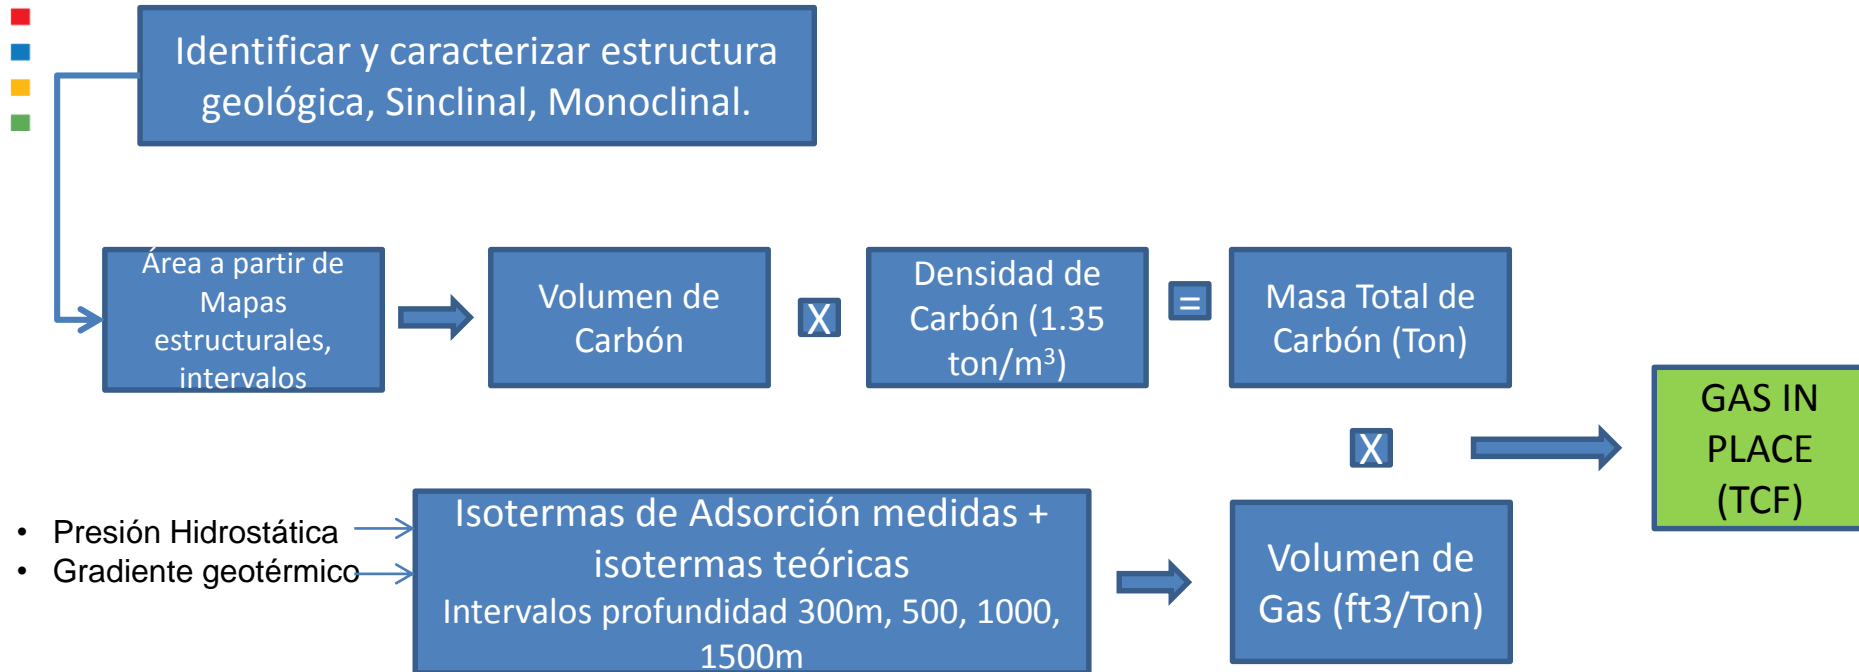 Identificar y caracterizar estructura
geológica, Sinclinal, Monoclinal.
Área a partir de
Mapas
estructurales,
intervalos
Volumen de
Carbón
X
Densidad de
Carbón (1.35
ton/m³)
=
Masa Total de
Carbón (Ton)
X
GAS IN
PLACE
(TCF)
• Presión Hidrostática
• Gradiente geotérmico
Isotermas de Adsorción medidas +
isotermas teóricas
Intervalos profundidad 300m, 500, 1000,
1500m
Volumen de
Gas (ft3/Ton)